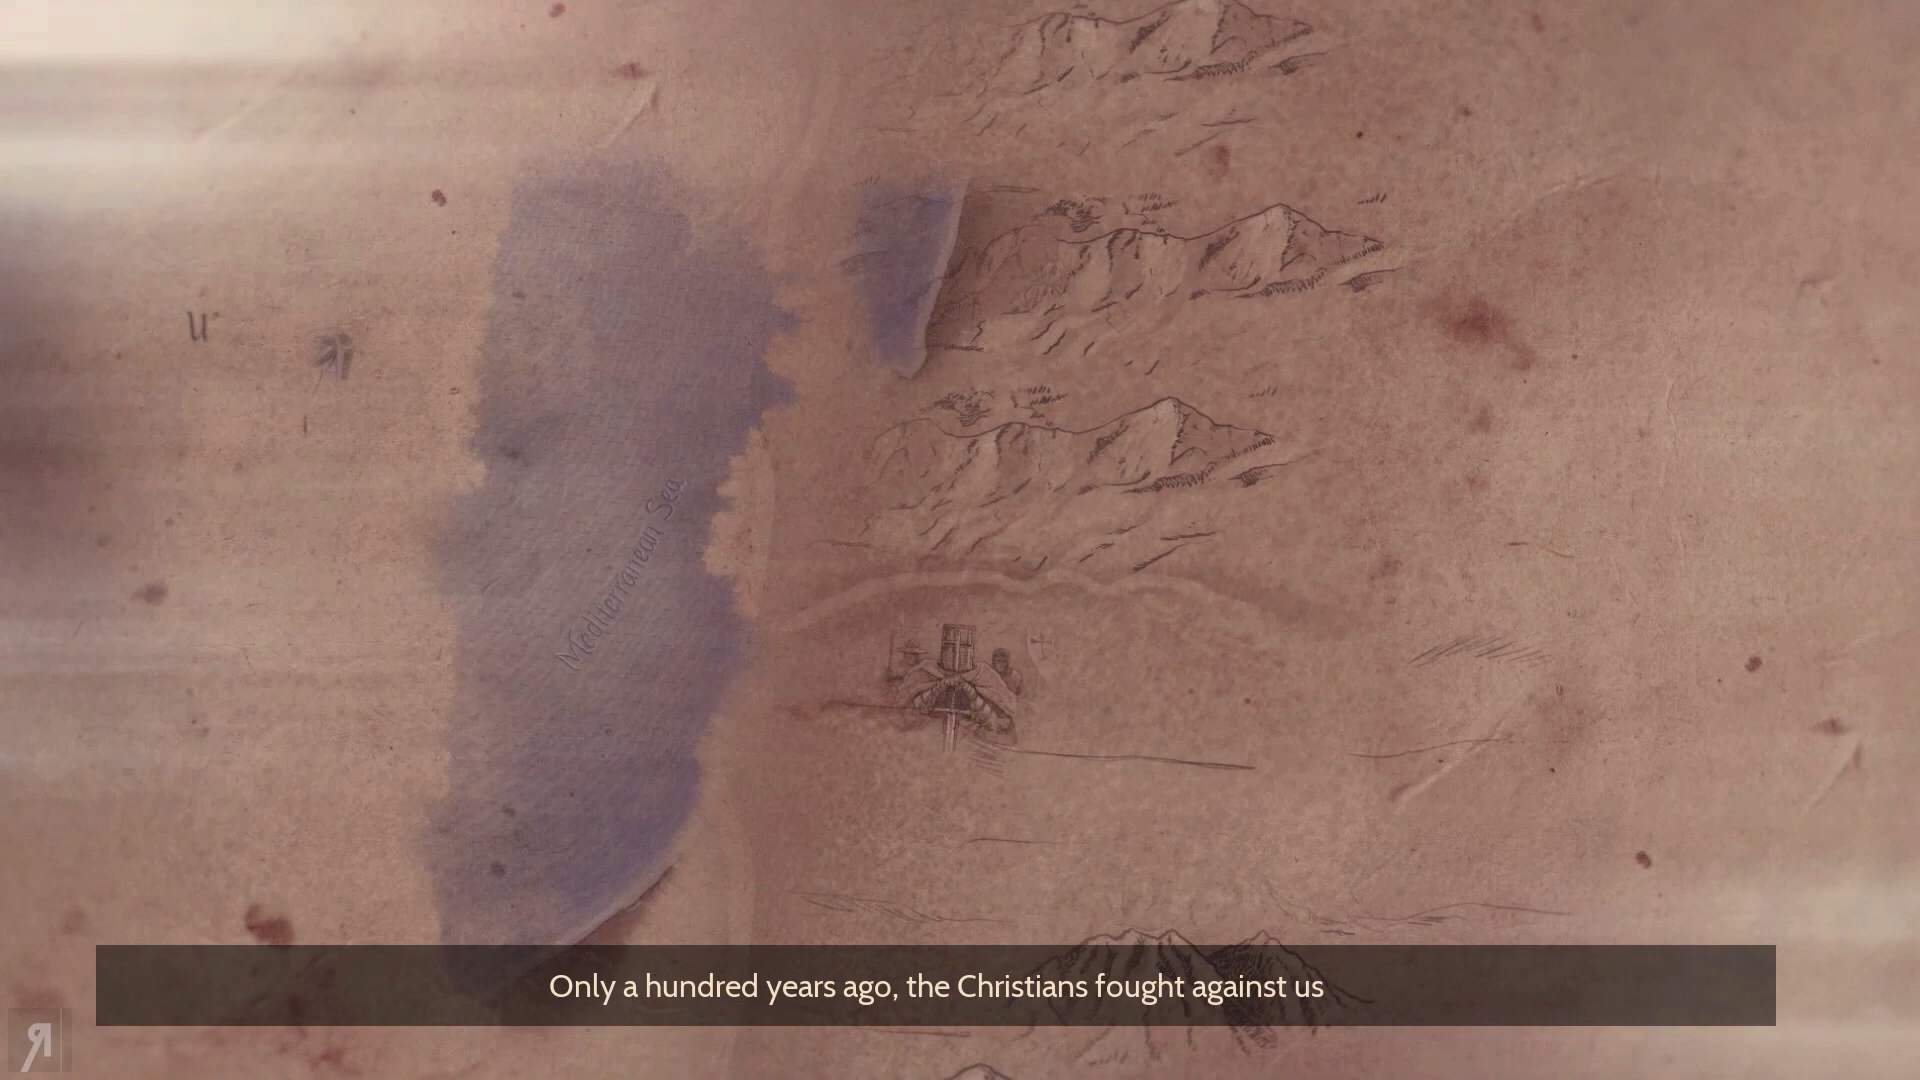 Mediterranean Sea
Only a hundred years ago, the Christians fought against us